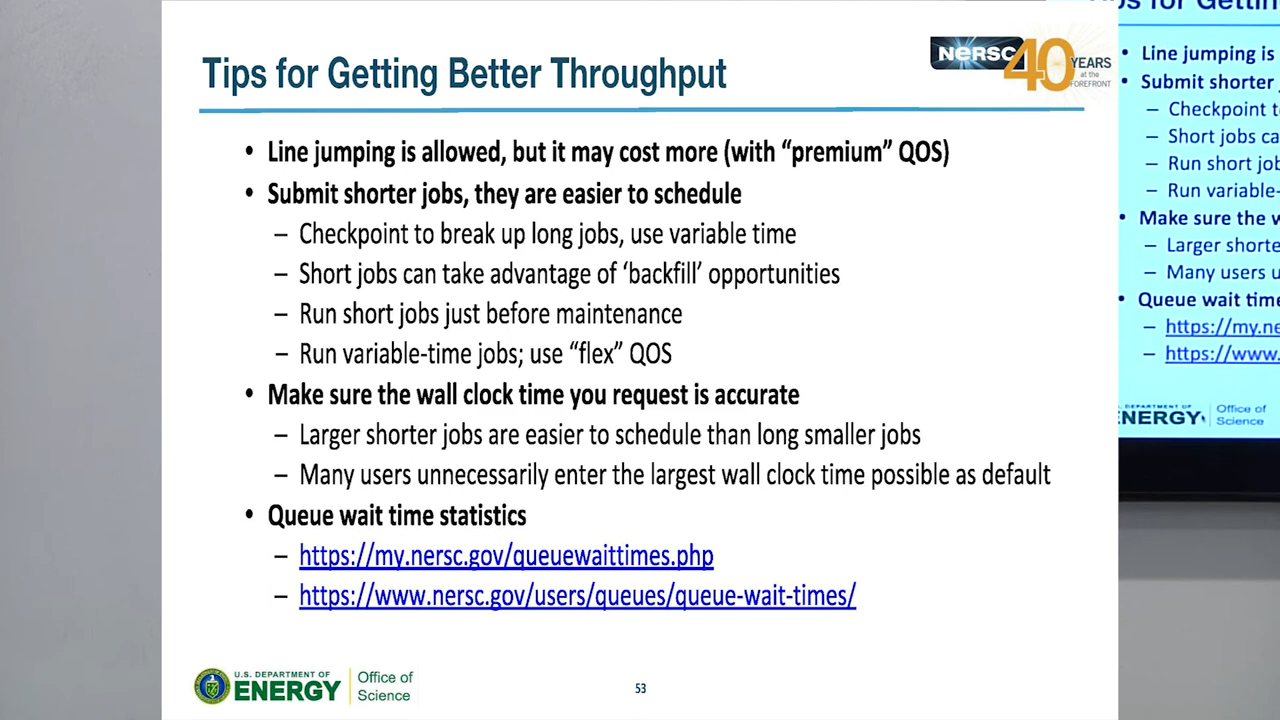 Tips for Getting Better Throughput
NERSC 40 YEARS
at the
FOREFRONT
• Line jumping is allowed, but it may cost more (with “premium” QOS)
• Submit shorter jobs, they are easier to schedule
– Checkpoint to break up long jobs, use variable time
– Short jobs can take advantage of ‘backfill’ opportunities
– Run short jobs just before maintenance
– Run variable-time jobs; use “flex” QOS
• Make sure the wall clock time you request is accurate
– Larger shorter jobs are easier to schedule than long smaller jobs
– Many users unnecessarily enter the largest wall clock time possible as default
• Queue wait time statistics
– https://my.nersc.gov/queuewaittimes.php
– https://www.nersc.gov/users/queues/queue-wait-times/
U.S. DEPARTMENT OF
ENERGY
Office of
Science
53
• Line jumping is
• Submit shorter
– Checkpoint t
– Short jobs ca
– Run short job
– Run variable-
• Make sure the w
– Larger shorte
– Many users u
• Queue wait time
– https://my.ne
– https://www.
ENERGY
Office of
Science